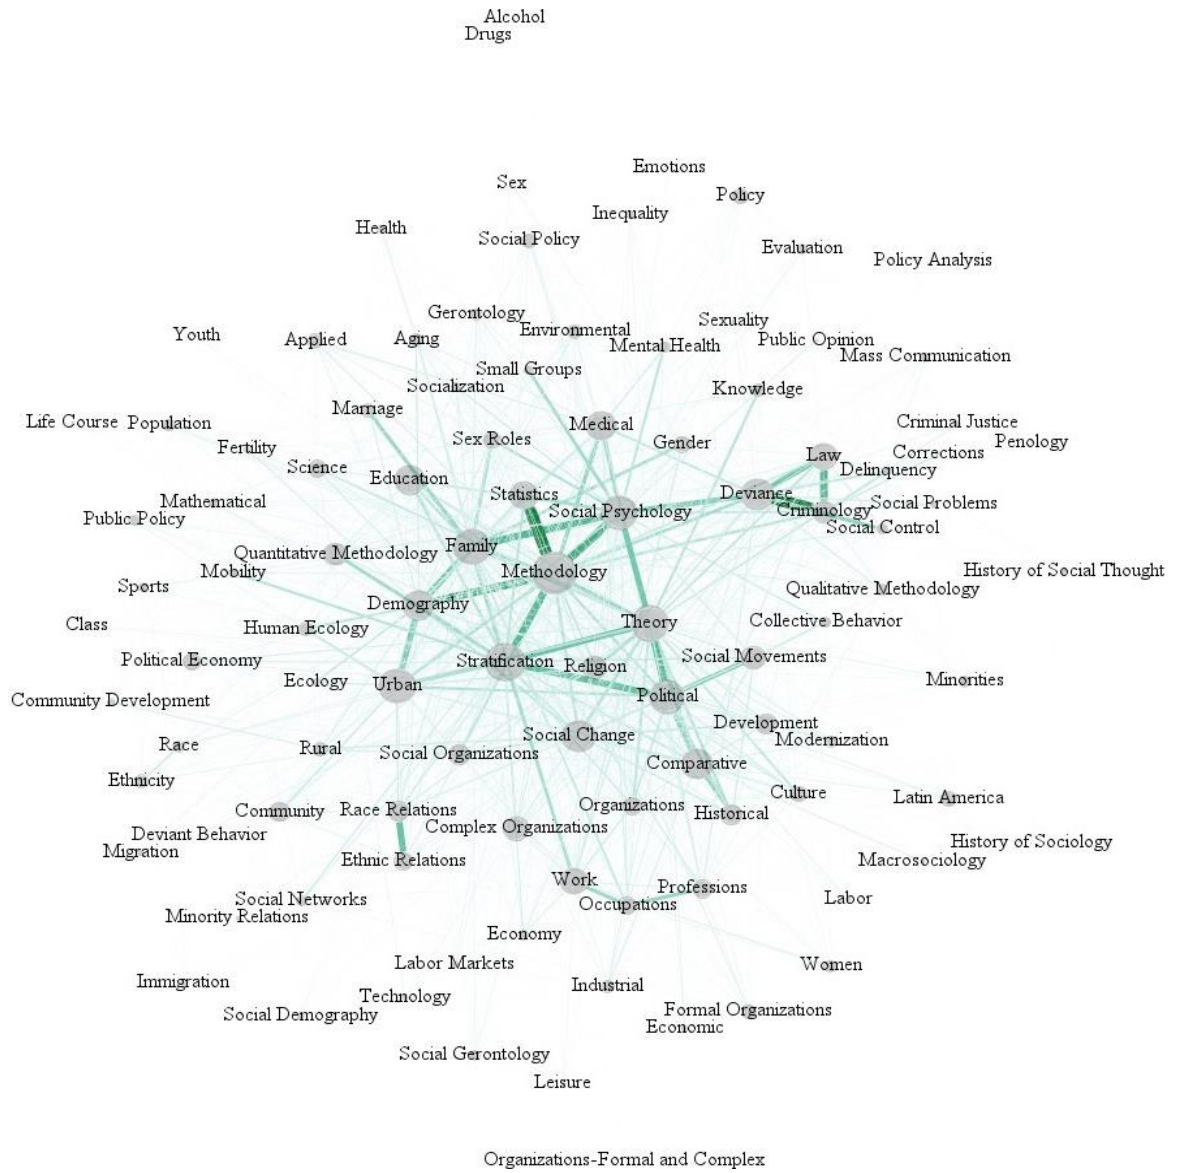 Alcohol
Drugs
Emotions
Sex
Policy
Inequality
Health
Social Policy
Evaluation
Policy Analysis
Gerontology
Sexuality
Environmental
Youth
Applied
Aging
Mental Health
Public Opinion
Mass Communication
Small Groups
Socialization
Knowledge
Marriage
Life Course
Population
Medical
Criminal Justice
Sex Roles
Gender
Penology
Fertility
Law
Corrections
Science
Delinquency
Education
Statistics
Deviance
Mathematical
Social Psychology
Criminology
Social Problems
Public Policy
Social Control
Family
Quantitative Methodology
Mobility
Methodology
History of Social Thought
Sports
Qualitative Methodology
Demography
Class
Human Ecology
Theory
Collective Behavior
Political Economy
Stratification
Religion
Social Movements
Ecology
Urban
Minorities
Community Development
Political
Development
Race
Rural
Social Change
Modernization
Social Organizations
Comparative
Ethnicity
Culture
Latin America
Community
Race Relations
Organizations
Historical
Deviant Behavior
Complex Organizations
History of Sociology
Migration
Ethnic Relations
Macrosociology
Work
Professions
Social Networks
Occupations
Labor
Minority Relations
Economy
Labor Markets
Women
Immigration
Industrial
Technology
Social Demography
Formal Organizations
Economic
Social Gerontology
Leisure
Organizations-Formal and Complex